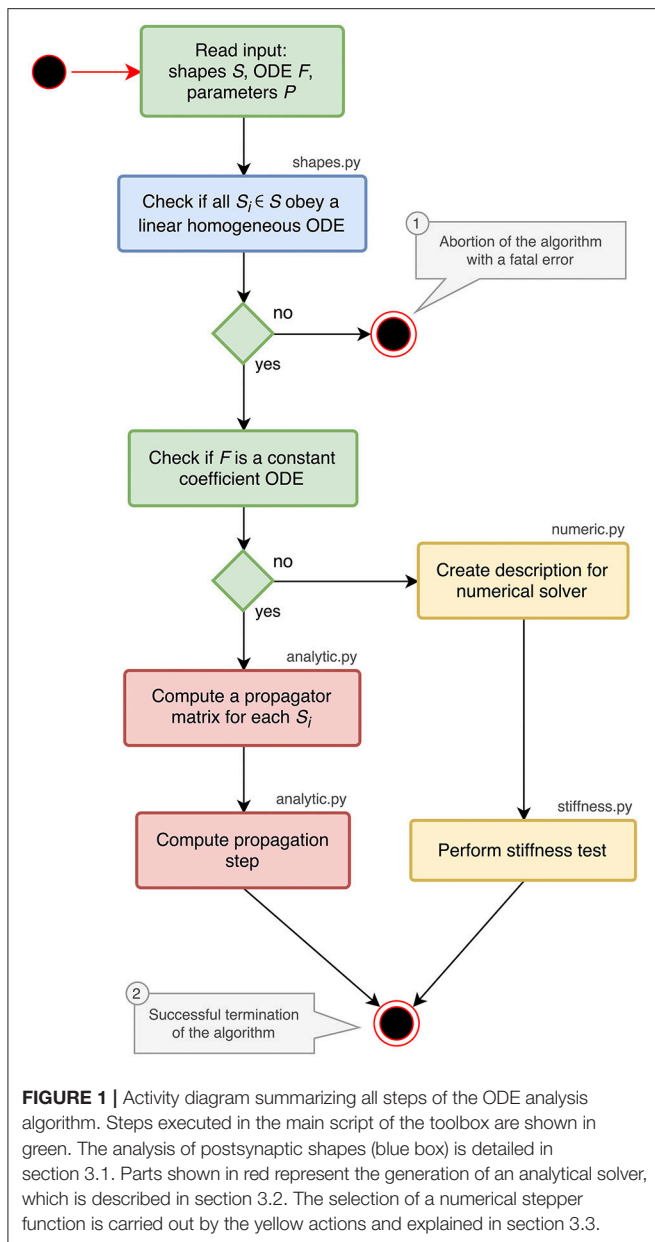 Read input:
shapes S, ODE F,
parameters P
shapes.py
Check if all Sᵢ ∈ S obey a
linear homogeneous ODE
1
Abortion of the algorithm
with a fatal error
no
yes
Check if F is a constant
coefficient ODE
no
yes
numeric.py
Create description for
numerical solver
analytic.py
Compute a propagator
matrix for each Sᵢ
analytic.py
Compute propagation
step
stiffness.py
Perform stiffness test
2
Successful termination
of the algorithm
FIGURE 1 | Activity diagram summarizing all steps of the ODE analysis
algorithm. Steps executed in the main script of the toolbox are shown in
green. The analysis of postsynaptic shapes (blue box) is detailed in
section 3.1. Parts shown in red represent the generation of an analytical solver,
which is described in section 3.2. The selection of a numerical stepper
function is carried out by the yellow actions and explained in section 3.3.